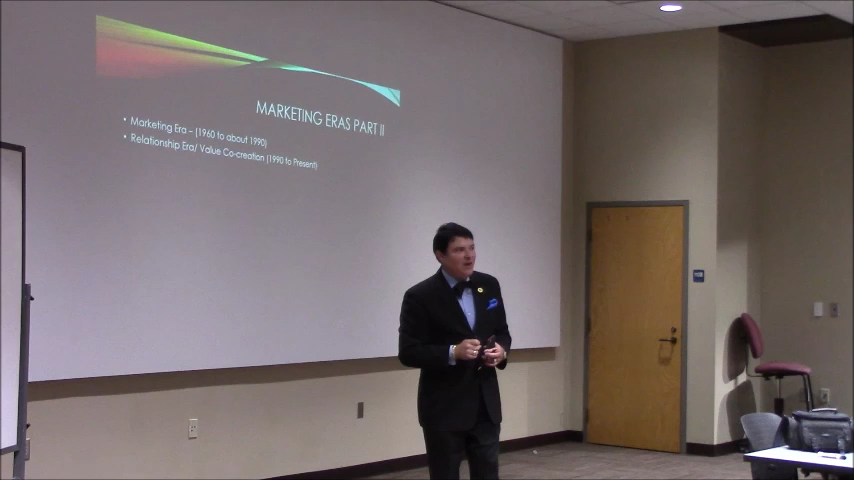 MARKETING ERAS PART II
• Marketing Era – (1960 to about 1990)
• Relationship Era/ Value Co-creation (1990 to Present)